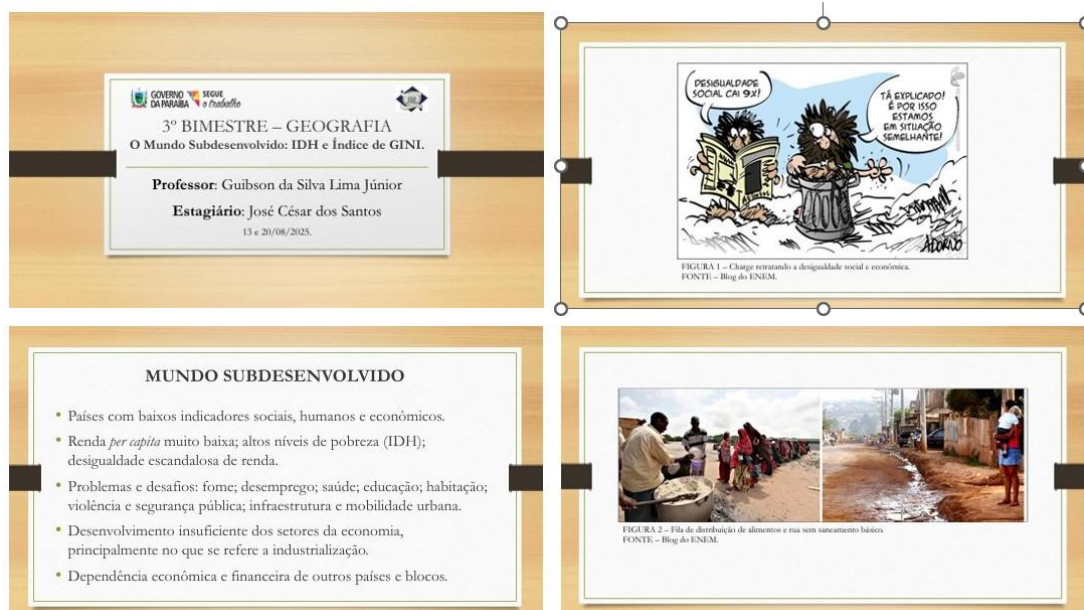 GOVERNO
DA PARAÍBA
SEGUE
o trabalho
3º BIMESTRE – GEOGRAFIA
O Mundo Subdesenvolvido: IDH e Índice de GINI.
Professor: Guibson da Silva Lima Júnior
Estagiário: José César dos Santos
13 e 20/08/2025.
DESIGUALDADE
SOCIAL CAI 9%!
TÁ EXPLICADO!
É POR ISSO
ESTAMOS
EM SITUAÇÃO
SEMELHANTE!
ADORNO
FIGURA 1 – Charge retratando a desigualdade social e econômica.
FONTE – Blog do ENEM.
MUNDO SUBDESENVOLVIDO
• Países com baixos indicadores sociais, humanos e econômicos.
• Renda per capita muito baixa; altos níveis de pobreza (IDH);
desigualdade escandalosa de renda.
• Problemas e desafios: fome; desemprego; saúde; educação; habitação;
violência e segurança pública; infraestrutura e mobilidade urbana.
• Desenvolvimento insuficiente dos setores da economia,
principalmente no que se refere a industrialização.
• Dependência econômica e financeira de outros países e blocos.
FIGURA 2 – Fila de distribuição de alimentos e rua sem saneamento básico.
FONTE – Blog do ENEM.